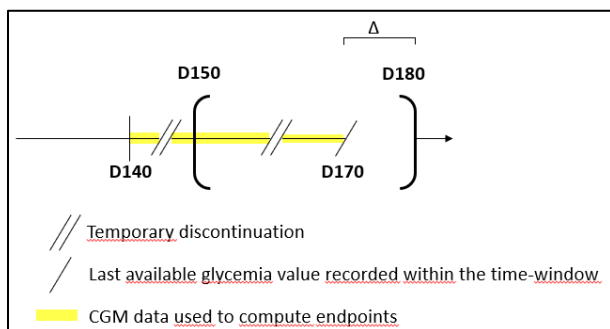 Δ
D150
D180
D140
D170
Temporary discontinuation
Last available glycemia value recorded within the time-window
CGM data used to compute endpoints